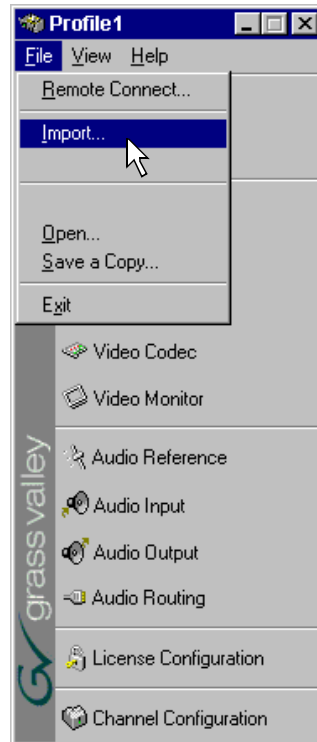 Profile1
File View Help
Remote Connect...
Import...
Open...
Save a Copy...
Exit
Video Codec
Video Monitor
Audio Reference
Audio Input
Audio Output
Audio Routing
License Configuration
Channel Configuration
grass valley